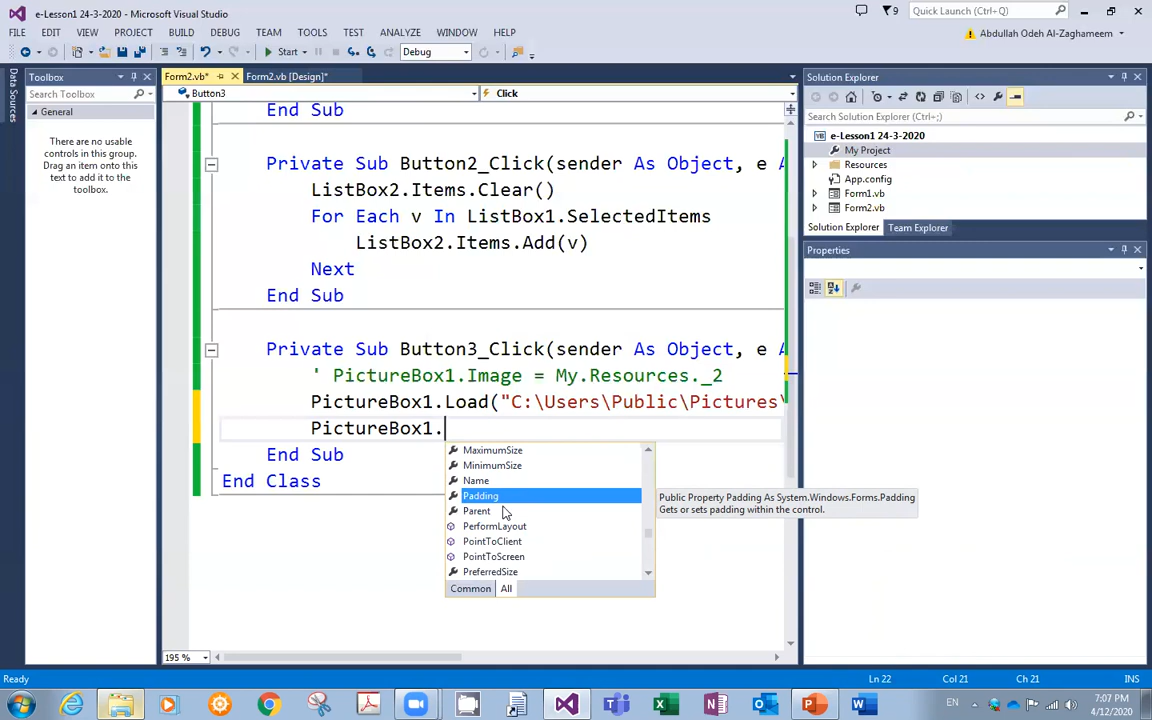 e-Lesson1 24-3-2020 - Microsoft Visual Studio
9
Quick Launch (Ctrl+Q)
FILE EDIT VIEW PROJECT BUILD DEBUG TEAM TOOLS TEST ANALYZE WINDOW HELP
Abdullah Odeh Al-Zaghameem
Start
Debug
Data Sources
Toolbox
Search Toolbox
General
There are no usable
controls in this group.
Drag an item onto this
text to add it to the
toolbox.
Form2.vb*
Form2.vb [Design]*
Button3
Click
End Sub
Private Sub Button2_Click(sender As Object, e A
ListBox2.Items.Clear()
For Each v In ListBox1.SelectedItems
ListBox2.Items.Add(v)
Next
End Sub
Private Sub Button3_Click(sender As Object, e A
' PictureBox1.Image = My.Resources._2
PictureBox1.Load("C:\Users\Public\Pictures\
PictureBox1.
End Sub
End Class
MaximumSize
MinimumSize
Name
Padding
Parent
PerformLayout
PointToClient
PointToScreen
PreferredSize
Common All
Public Property Padding As System.Windows.Forms.Padding
Gets or sets padding within the control.
195 %
Solution Explorer
Search Solution Explorer (Ctrl+;)
e-Lesson1 24-3-2020
My Project
Resources
App.config
Form1.vb
Form2.vb
Solution Explorer Team Explorer
Properties
Ready
Ln 22
Col 21
Ch 21
INS
EN
7:07 PM
4/12/2020